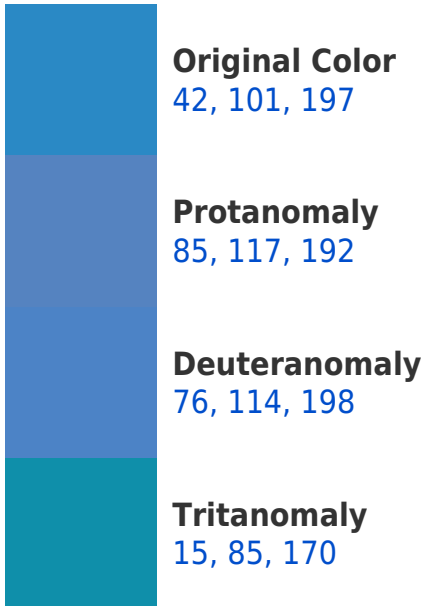 Original Color
42, 101, 197
Protanomaly
85, 117, 192
Deuteranomaly
76, 114, 198
Tritanomaly
15, 85, 170